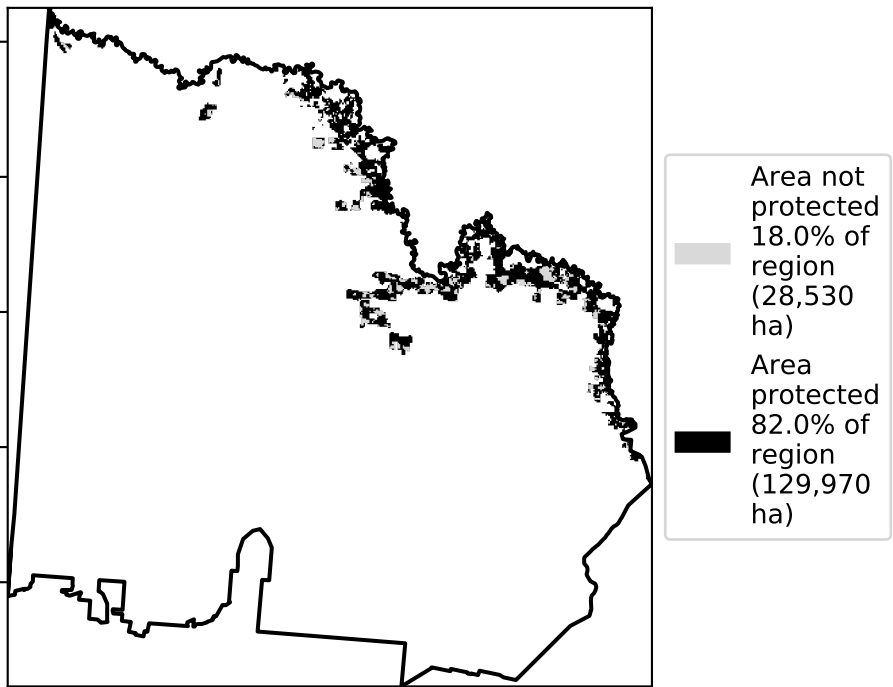 Area not
protected
18.0% of
region
(28,530
ha)
Area
protected
82.0% of
region
(129,970
ha)